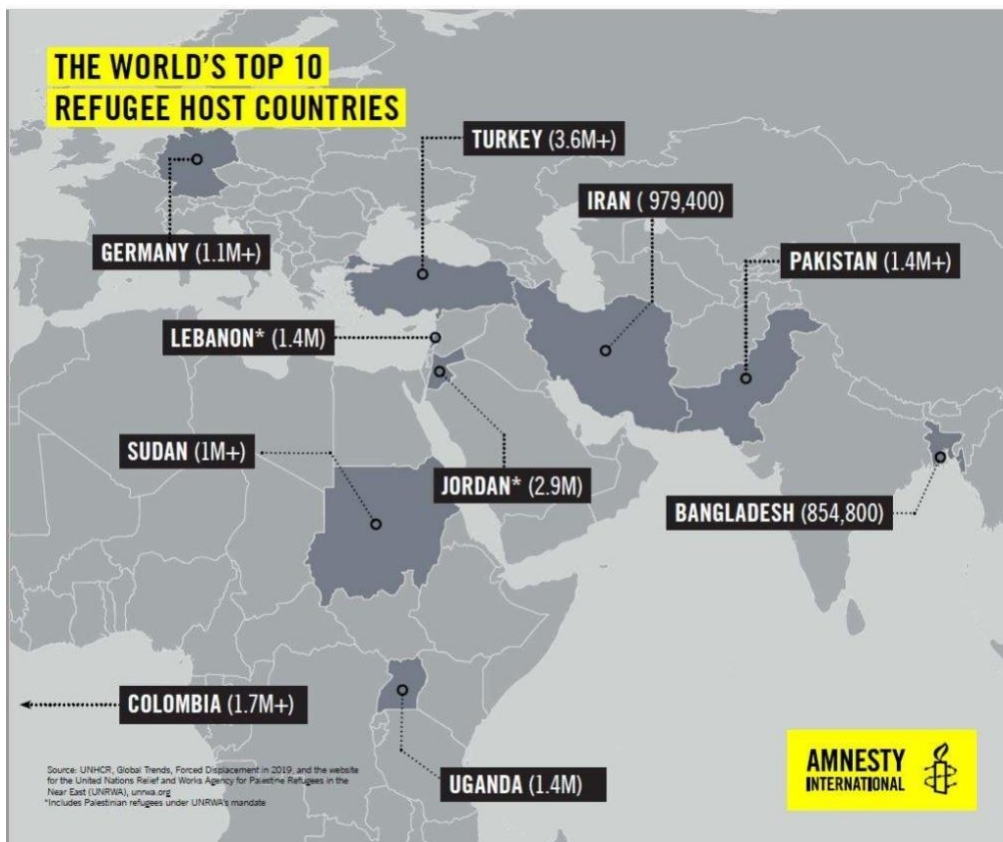 THE WORLD'S TOP 10
REFUGEE HOST COUNTRIES
TURKEY (3.6M+)
IRAN ( 979,400)
GERMANY (1.1M+)
PAKISTAN (1.4M+)
LEBANON* (1.4M)
SUDAN (1M+)
JORDAN* (2.9M)
BANGLADESH (854,800)
COLOMBIA (1.7M+)
UGANDA (1.4M)
Source: UNHCR, Global Trends, Forced Displacement in 2019, and the website
for the United Nations Relief and Works Agency for Palestine Refugees in the
Near East (UNRWA), unrwa.org
*Includes Palestinian refugees under UNRWA's mandate
AMNESTY
INTERNATIONAL